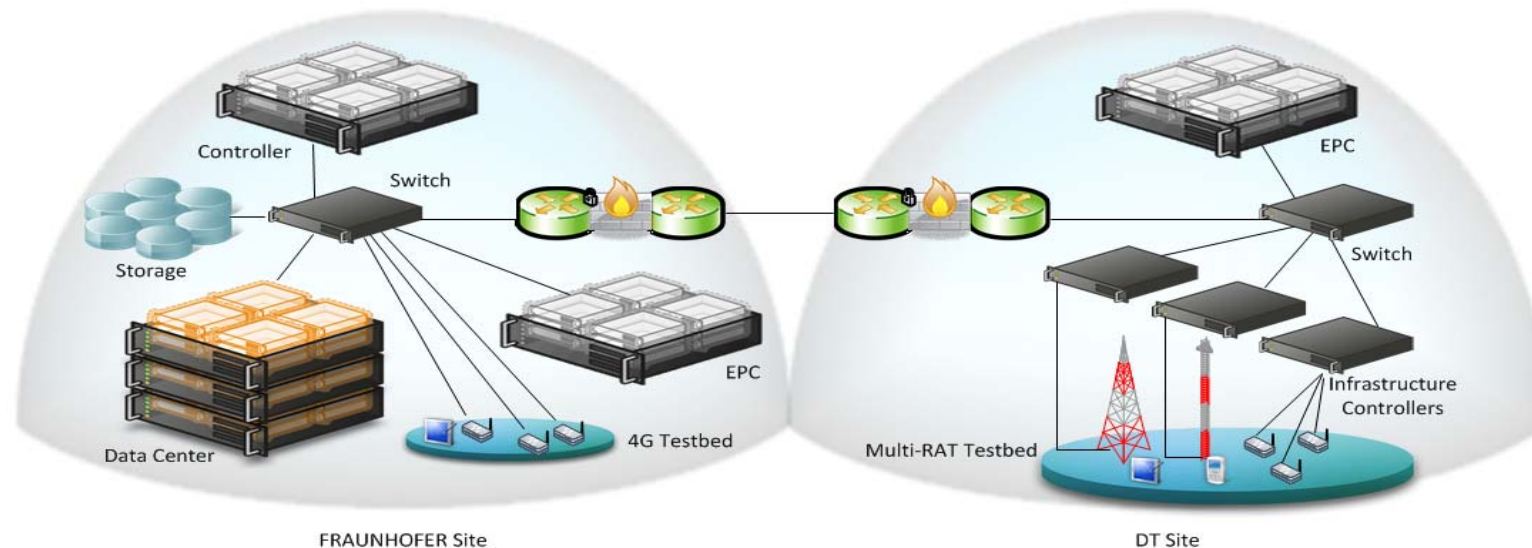 Controller
EPC
Switch
Storage
Switch
EPC
Infrastructure
Controllers
Data Center
4G Testbed
Multi-RAT Testbed
FRAUNHOFER Site
DT Site